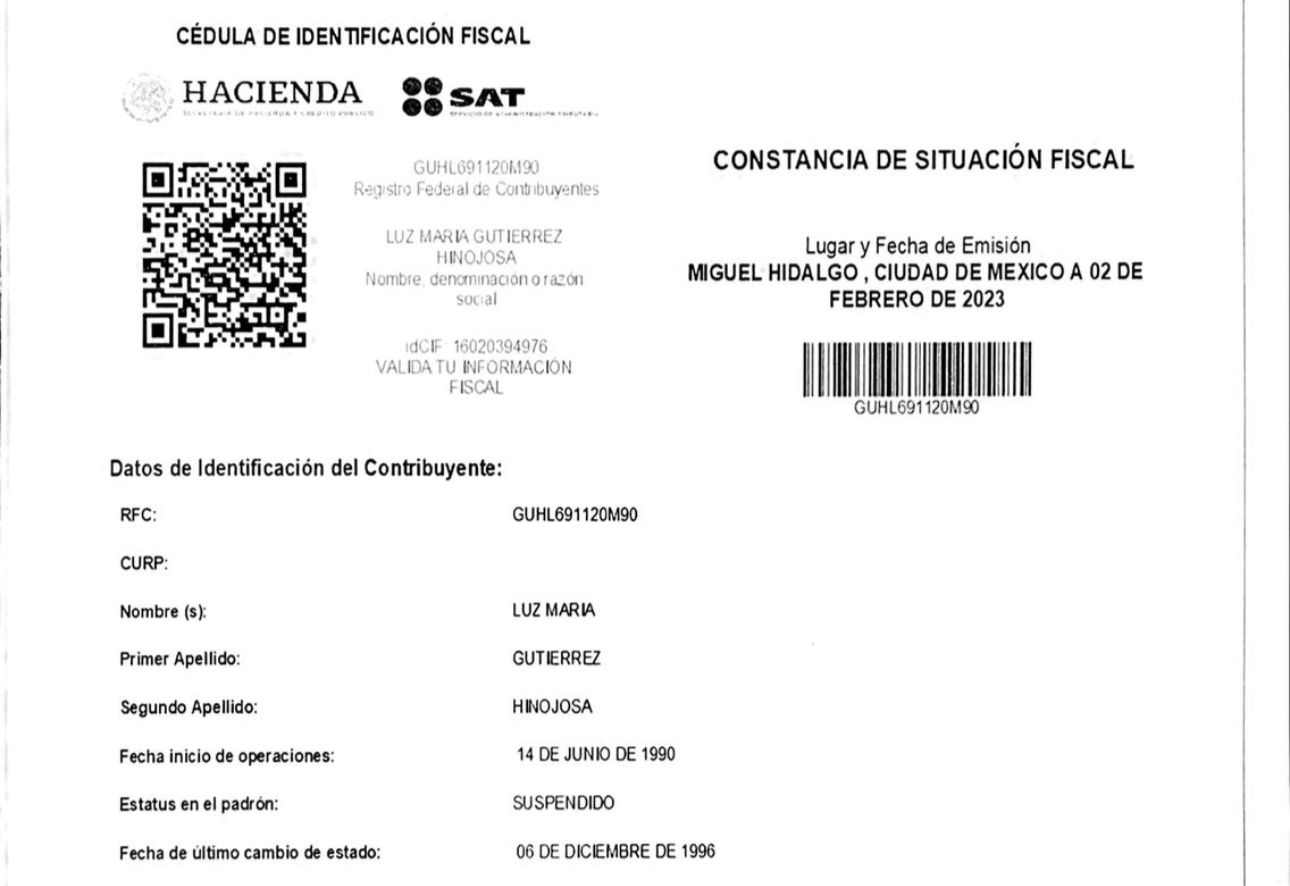 CÉDULA DE IDENTIFICACIÓN FISCAL
HACIENDA
SECRETARÍA DE HACIENDA Y CRÉDITO PÚBLICO
SAT
SERVICIO DE ADMINISTRACIÓN TRIBUTARIA
GUHL691120M90
Registro Federal de Contribuyentes
LUZ MARIA GUTIERREZ
HINOJOSA
Nombre, denominación o razón
social
idCIF: 16020394976
VALIDA TU INFORMACIÓN
FISCAL
CONSTANCIA DE SITUACIÓN FISCAL
Lugar y Fecha de Emisión
MIGUEL HIDALGO , CIUDAD DE MEXICO A 02 DE
FEBRERO DE 2023
GUHL691120M90
Datos de Identificación del Contribuyente:
RFC: GUHL691120M90
CURP:
Nombre (s): LUZ MARIA
Primer Apellido: GUTIERREZ
Segundo Apellido: HINOJOSA
Fecha inicio de operaciones: 14 DE JUNIO DE 1990
Estatus en el padrón: SUSPENDIDO
Fecha de último cambio de estado: 06 DE DICIEMBRE DE 1996